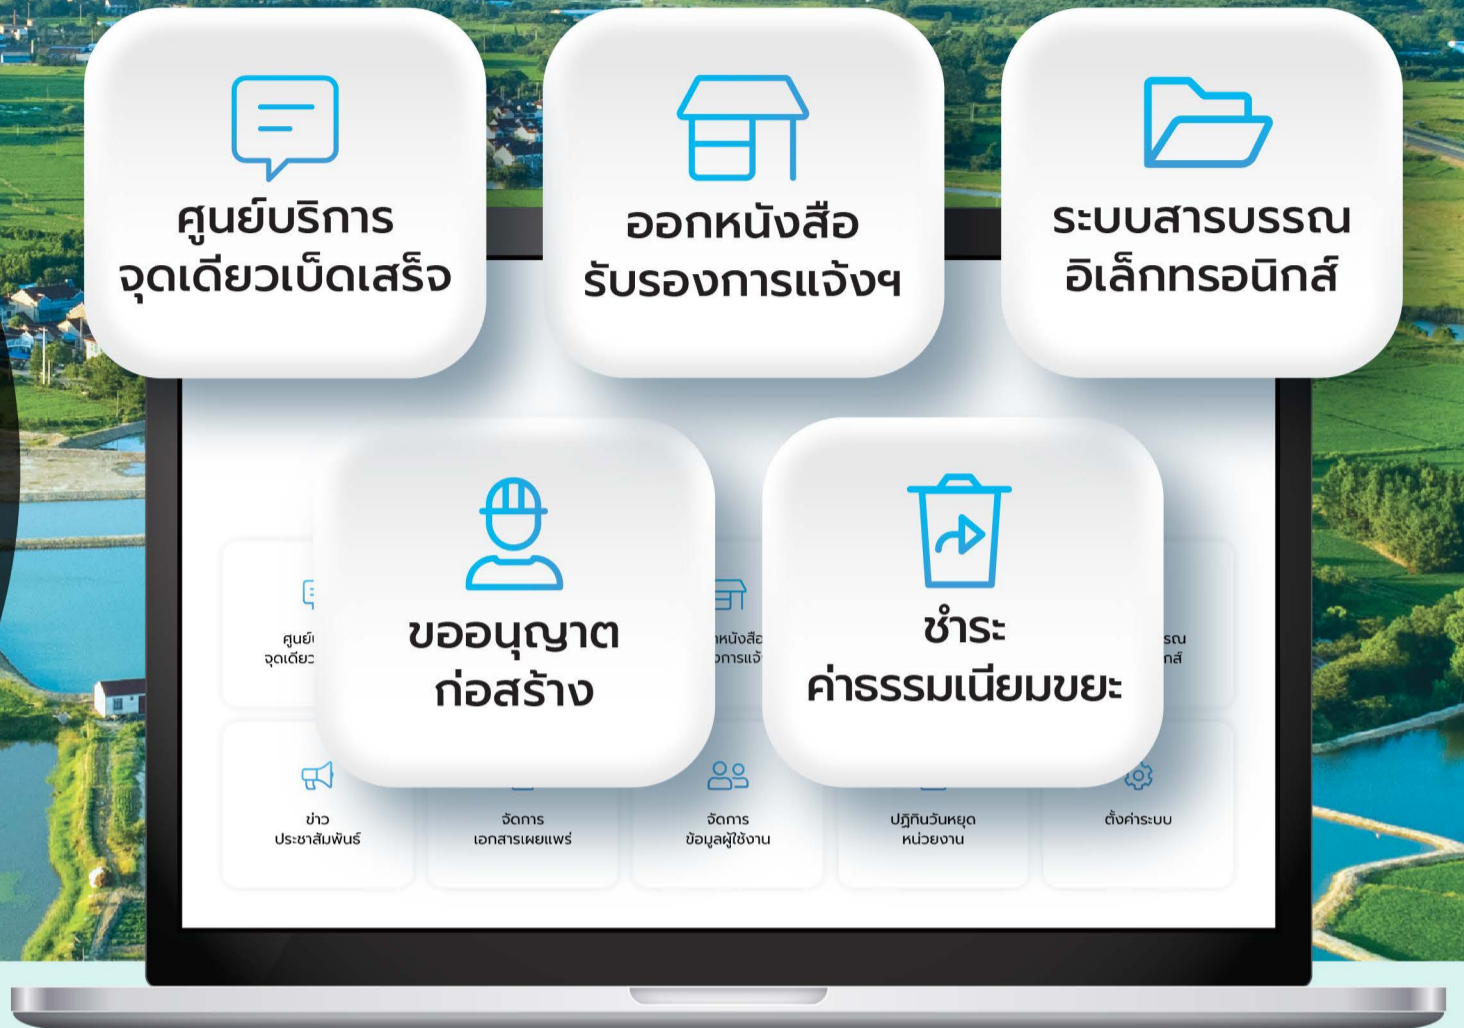 ศูนย์บริการ
จุดเดียวเบ็ดเสร็จ
ออกหนังสือ
รับรองการแจ้งฯ
ระบบสารบรรณ
อิเล็กทรอนิกส์
ขออนุญาต
ก่อสร้าง
ชำระ
ค่าธรรมเนียมขยะ
จุดเดียว
ข่าว
ประชาสัมพันธ์
จัดการ
เอกสารเผยแพร่
จัดการ
ข้อมูลผู้ใช้งาน
ปฏิทินวันหยุด
หน่วยงาน
ตั้งค่าระบบ